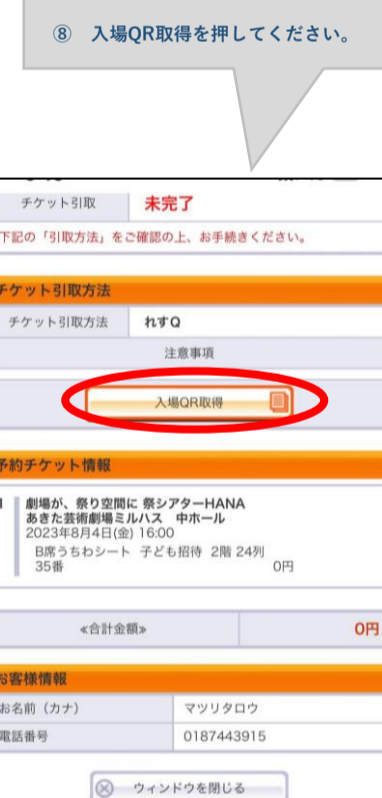 ⑧ 入場QR取得を押してください。
チケット引取 未完了
下記の「引取方法」をご確認の上、お手続きください。
チケット引取方法
チケット引取方法 れすQ
注意事項
入場QR取得
予約チケット情報
1 劇場が、祭り空間に 祭シアターHANA
あきた芸術劇場ミルハス 中ホール
2023年8月4日(金) 16:00
B席うちわシート 子ども招待 2階 24列
35番 0円
≪合計金額≫ 0円
お客様情報
お名前（カナ） マツリタロウ
電話番号 0187443915
ウィンドウを閉じる